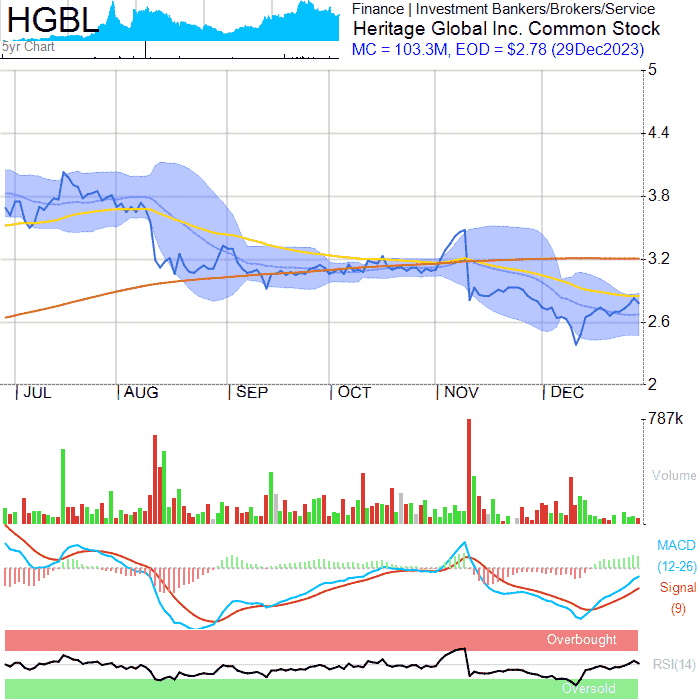 HGBL
5yr Chart
Finance | Investment Bankers/Brokers/Service
Heritage Global Inc. Common Stock
MC = 103.3M, EOD = $2.78 (29Dec2023)
5
4.4
3.8
3.2
2.6
2
JUL AUG SEP OCT NOV DEC
787k
Volume
MACD
(12-26)
Signal
(9)
Overbought
RSI(14)
Oversold